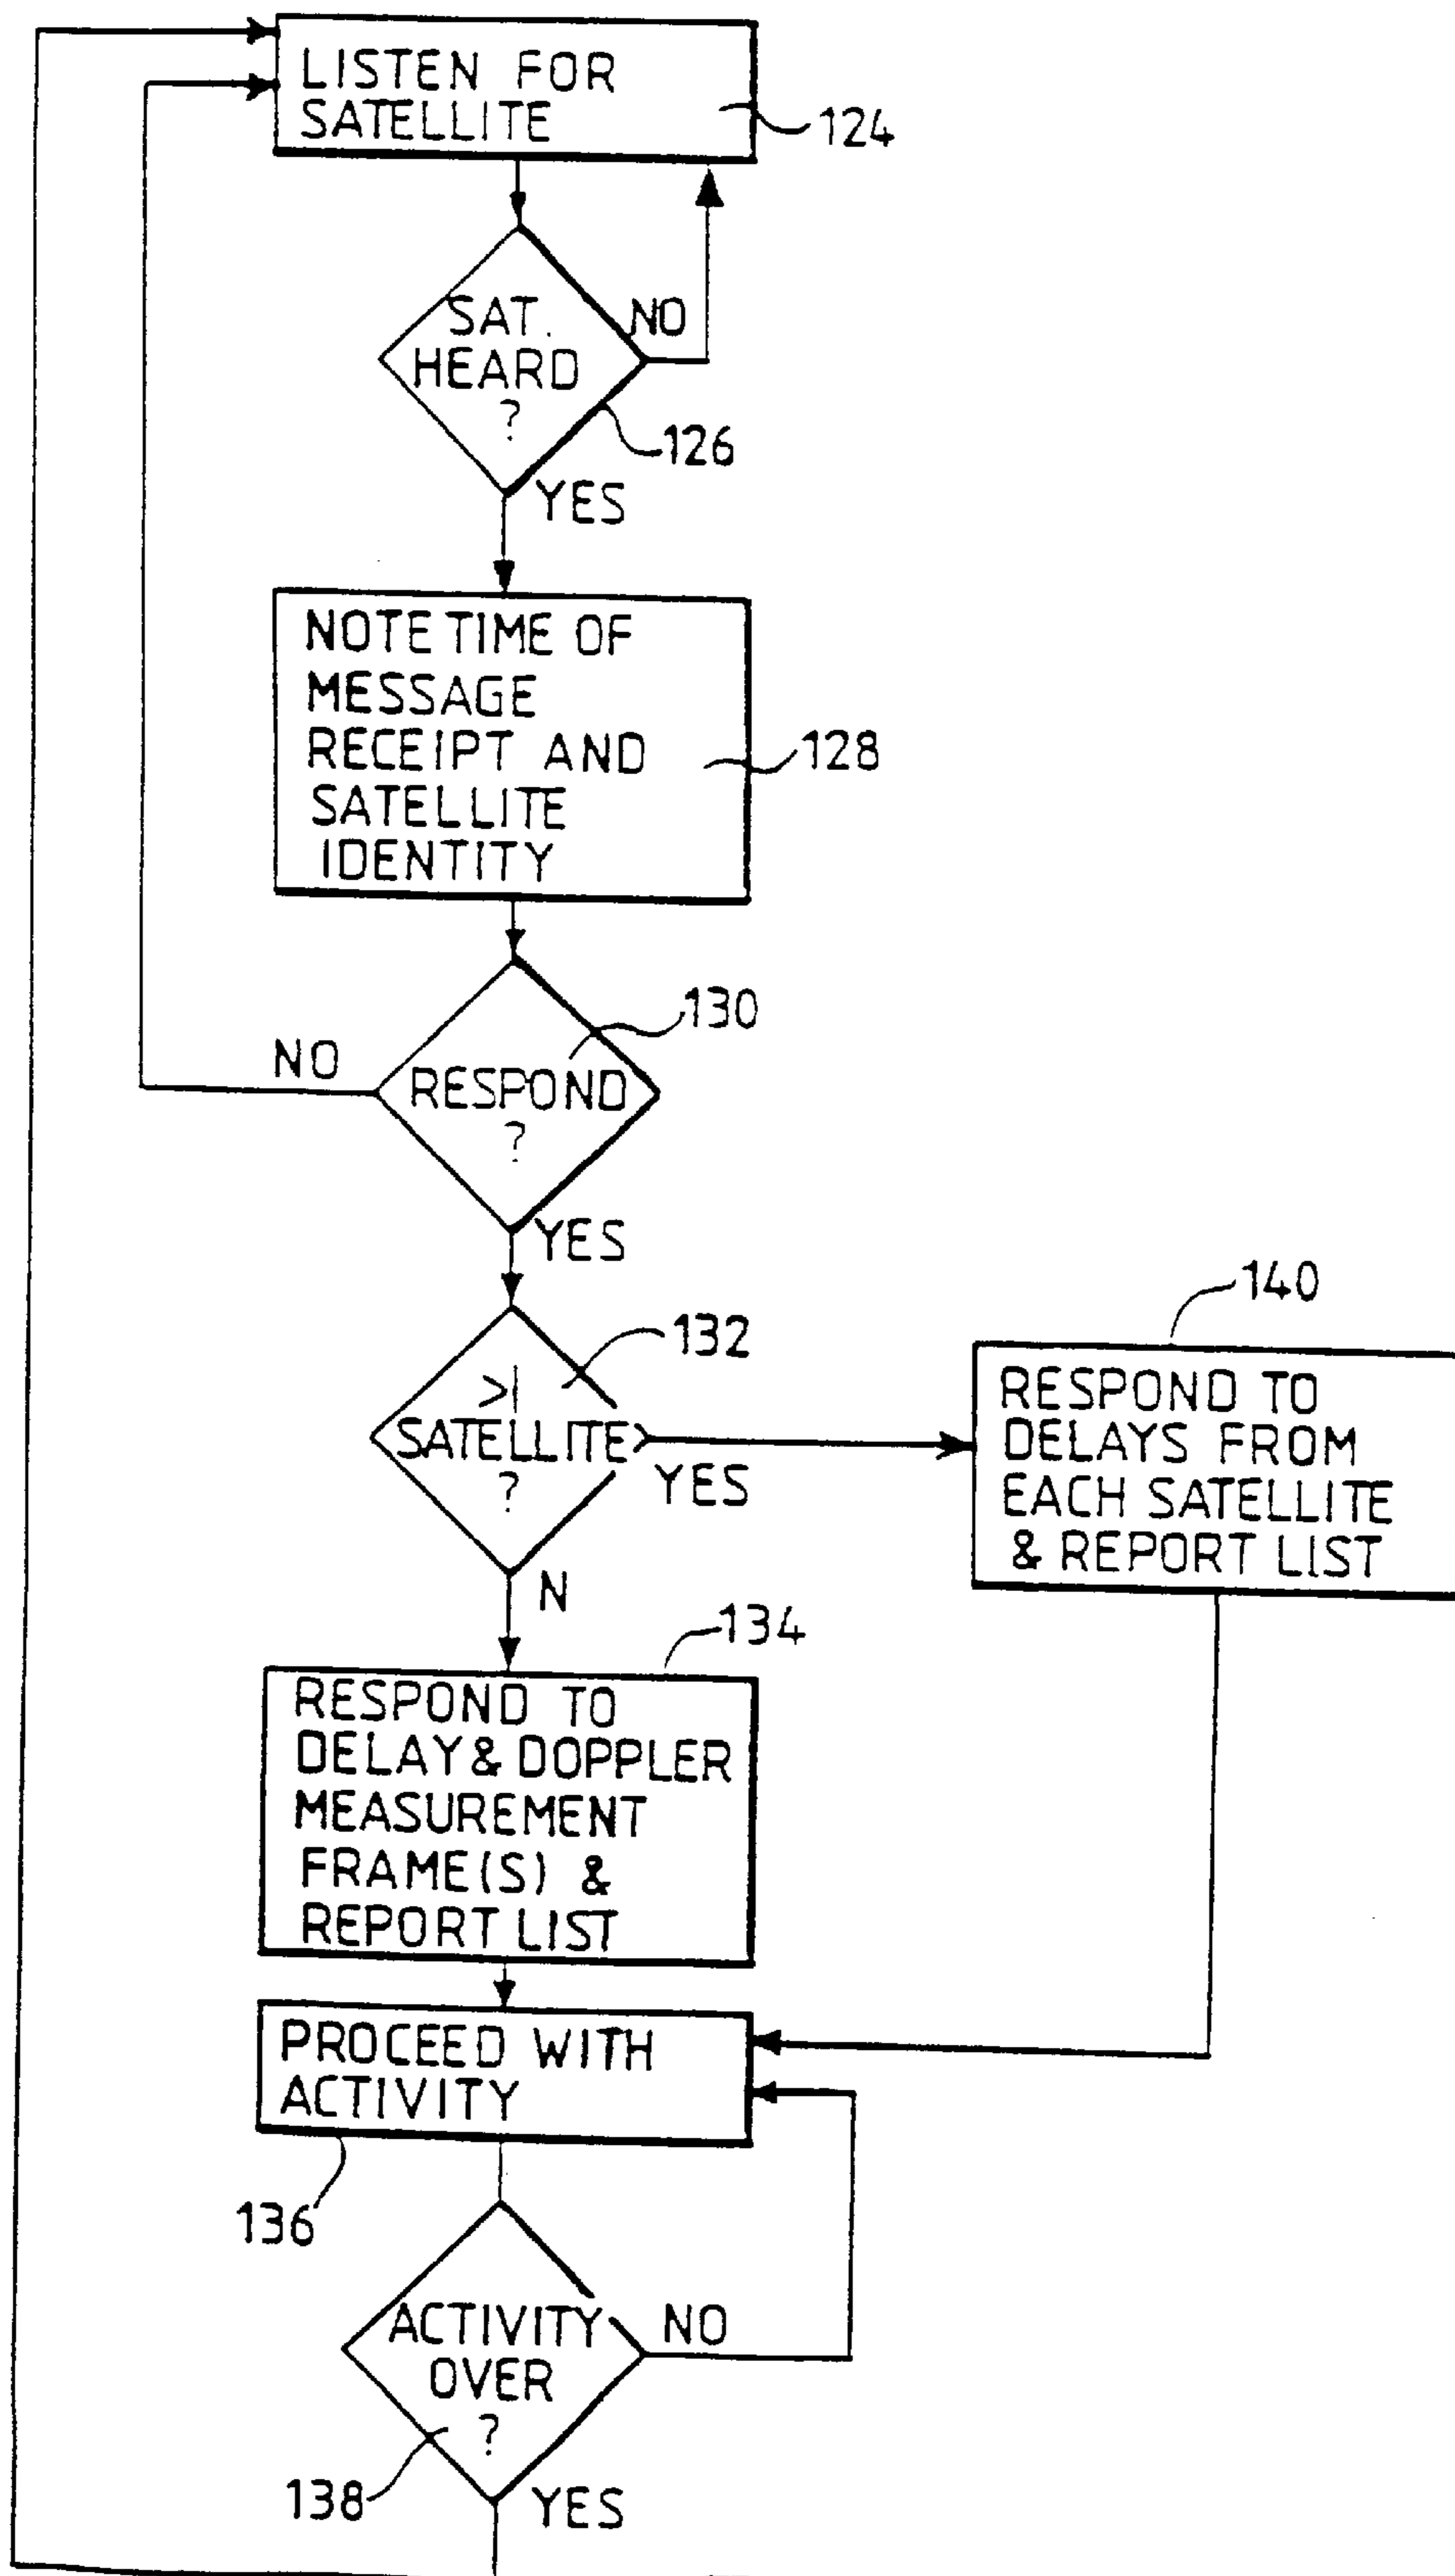 LISTEN FOR
SATELLITE
124
SAT.
HEARD
?
NO
126
YES
NOTE TIME OF
MESSAGE
RECEIPT AND
SATELLITE
IDENTITY
128
130
NO
RESPOND
?
YES
132
>1
SATELLITE
?
YES
N
140
RESPOND TO
DELAYS FROM
EACH SATELLITE
& REPORT LIST
134
RESPOND TO
DELAY & DOPPLER
MEASUREMENT
FRAME(S) &
REPORT LIST
PROCEED WITH
ACTIVITY
136
ACTIVITY
OVER
?
NO
138
YES